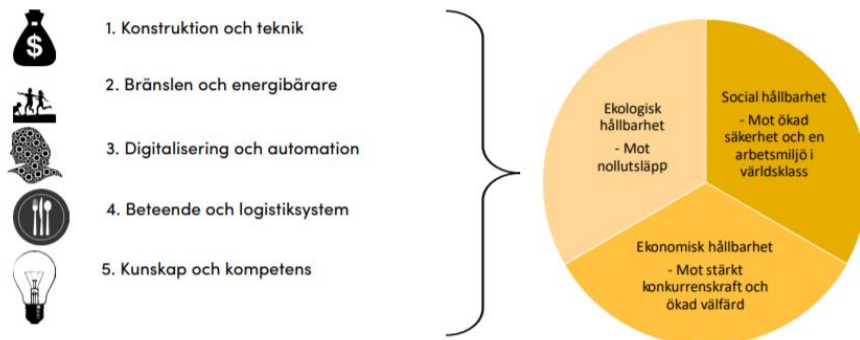 $
1. Konstruktion och teknik
2. Bränslen och energibärare
3. Digitalisering och automation
4. Beteende och logistiksystem
5. Kunskap och kompetens
Ekologisk
hållbarhet
- Mot
nollutsläpp
Social hållbarhet
- Mot ökad
säkerhet och en
arbetsmiljö i
världsklass
Ekonomisk hållbarhet
- Mot stärkt
konkurrenskraft och
ökad välfärd